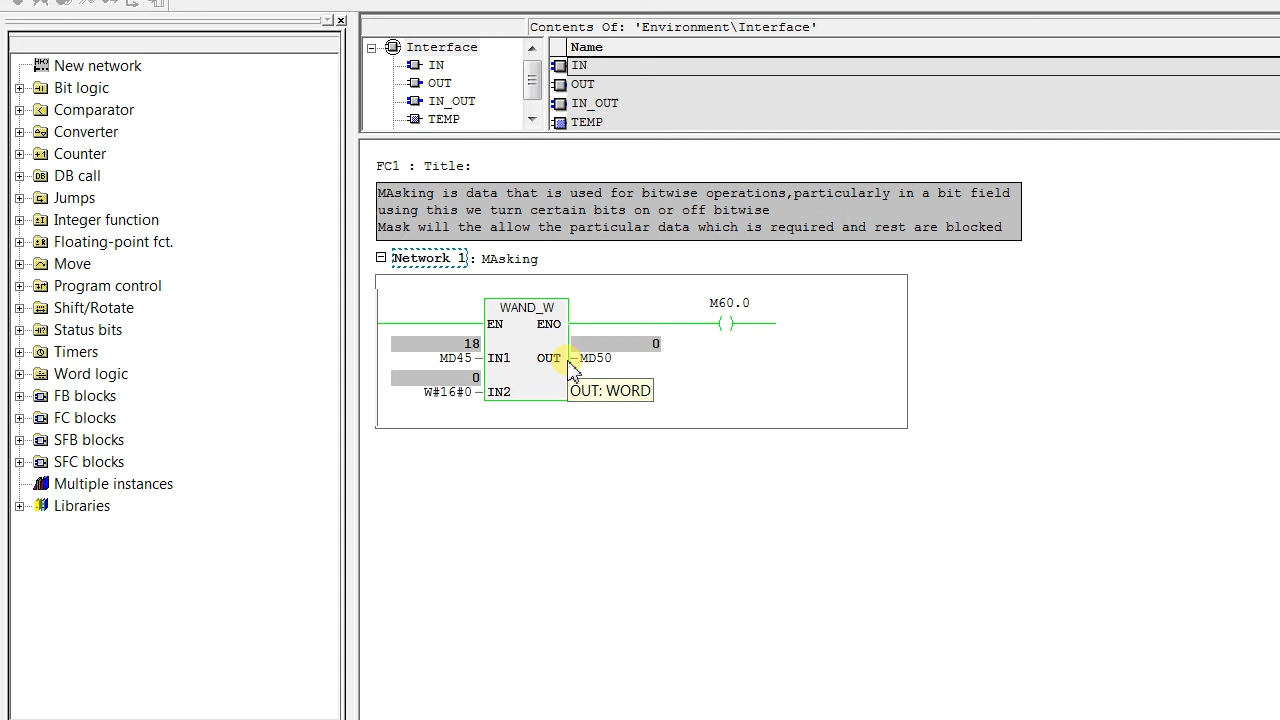 Contents Of: 'Environment\Interface'
Interface
IN
OUT
IN_OUT
TEMP
Name
IN
OUT
IN_OUT
TEMP
New network
Bit logic
Comparator
Converter
Counter
DB call
Jumps
Integer function
Floating-point fct.
Move
Program control
Shift/Rotate
Status bits
Timers
Word logic
FB blocks
FC blocks
SFB blocks
SFC blocks
Multiple instances
Libraries
FC1 : Title:
MAsking is data that is used for bitwise operations,particularly in a bit field
using this we turn certain bits on or off bitwise
Mask will the allow the particular data which is required and rest are blocked
Network 1: MAsking
WAND_W
M60.0
EN ENO
18
0
MD45 IN1 OUT MD50
0
W#16#0 IN2
OUT: WORD